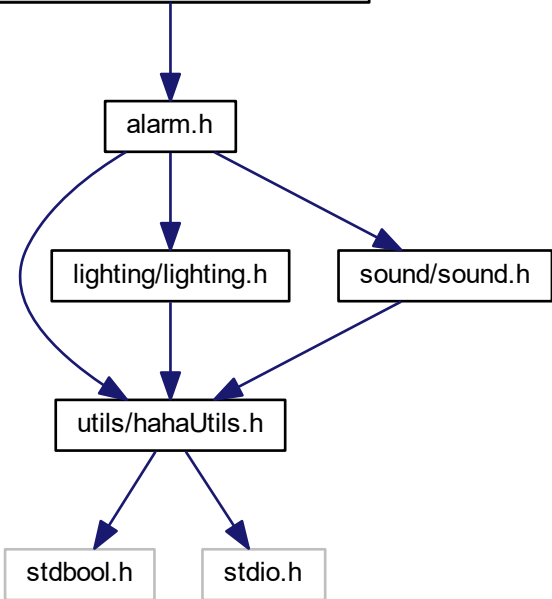 alarm.h
lighting/lighting.h
sound/sound.h
utils/hahaUtils.h
stdbool.h
stdio.h